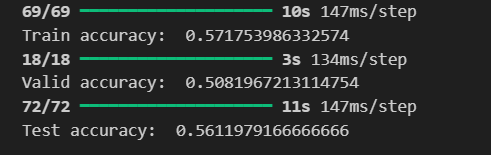 69/69 ━━━━━━━━━━━━━━━━━━━━ 10s 147ms/step
Train accuracy:  0.571753986332574
18/18 ━━━━━━━━━━━━━━━━━━━━ 3s 134ms/step
Valid accuracy:  0.5081967213114754
72/72 ━━━━━━━━━━━━━━━━━━━━ 11s 147ms/step
Test accuracy:  0.5611979166666666